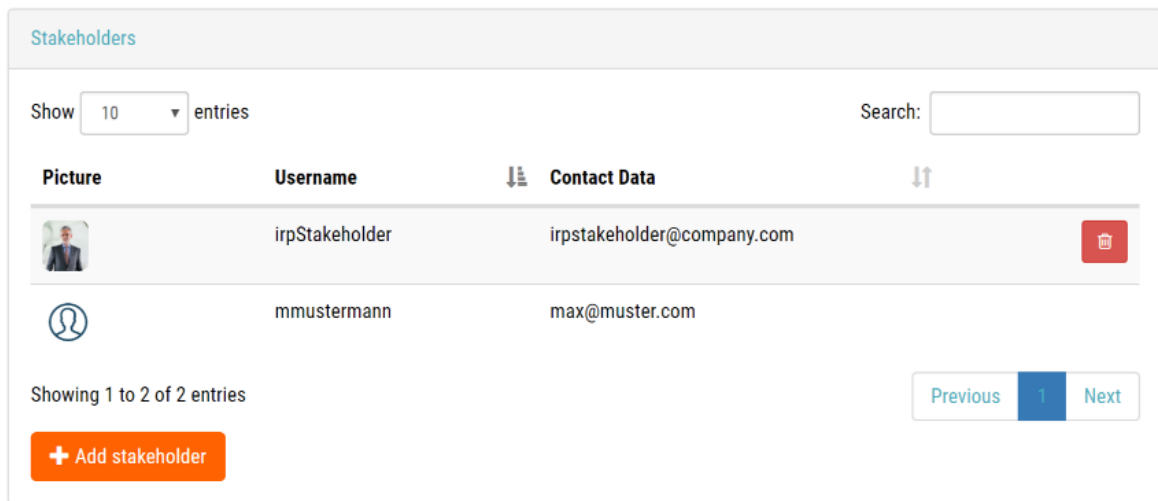 Stakeholders
Show 10 entries Search:
Picture Username Contact Data
irpStakeholder irpstakeholder@company.com
mmustermann max@muster.com
Showing 1 to 2 of 2 entries Previous 1 Next
Add stakeholder